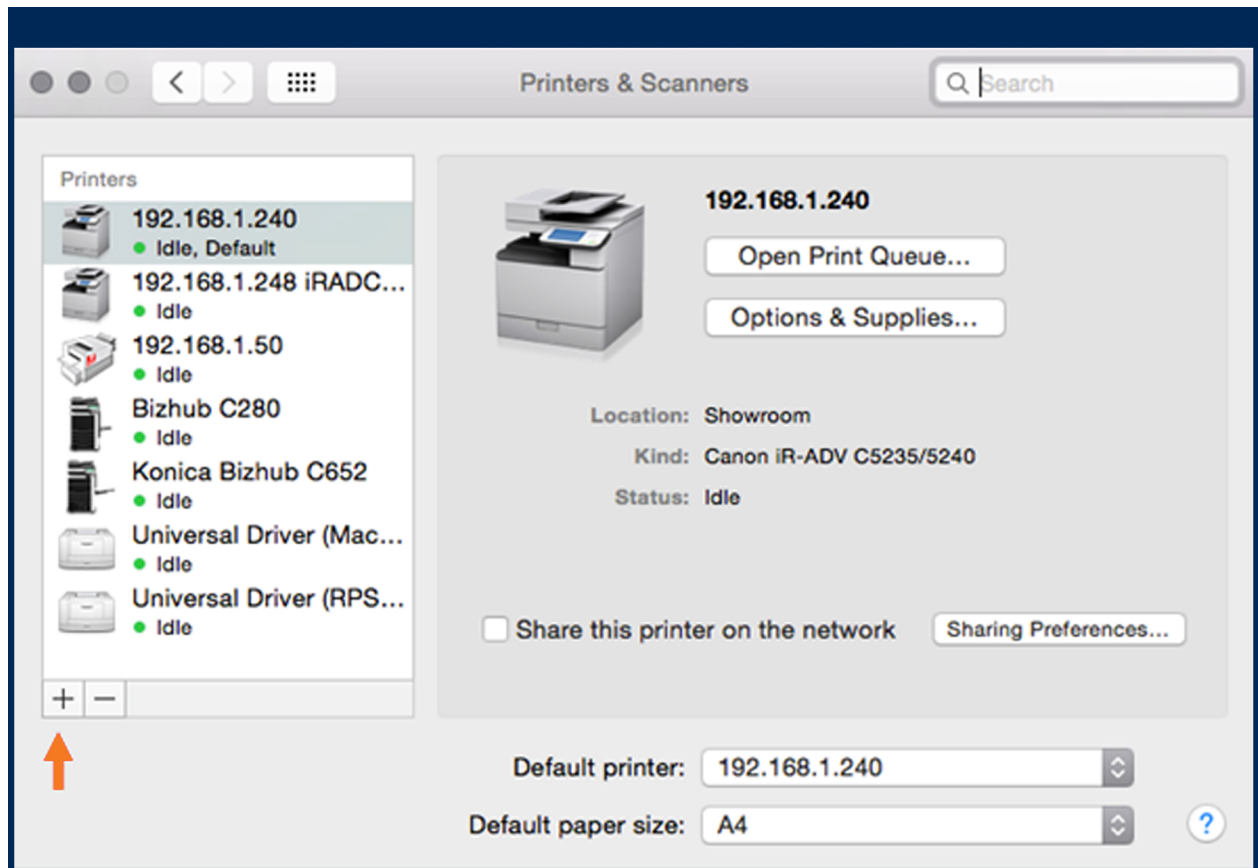 Printers & Scanners
Search
Printers
192.168.1.240
Idle, Default
192.168.1.248 iRADC...
Idle
192.168.1.50
Idle
Bizhub C280
Idle
Konica Bizhub C652
Idle
Universal Driver (Mac...
Idle
Universal Driver (RPS...
Idle
+ −
192.168.1.240
Open Print Queue...
Options & Supplies...
Location: Showroom
Kind: Canon iR-ADV C5235/5240
Status: Idle
Share this printer on the network
Sharing Preferences...
Default printer: 192.168.1.240
Default paper size: A4
?